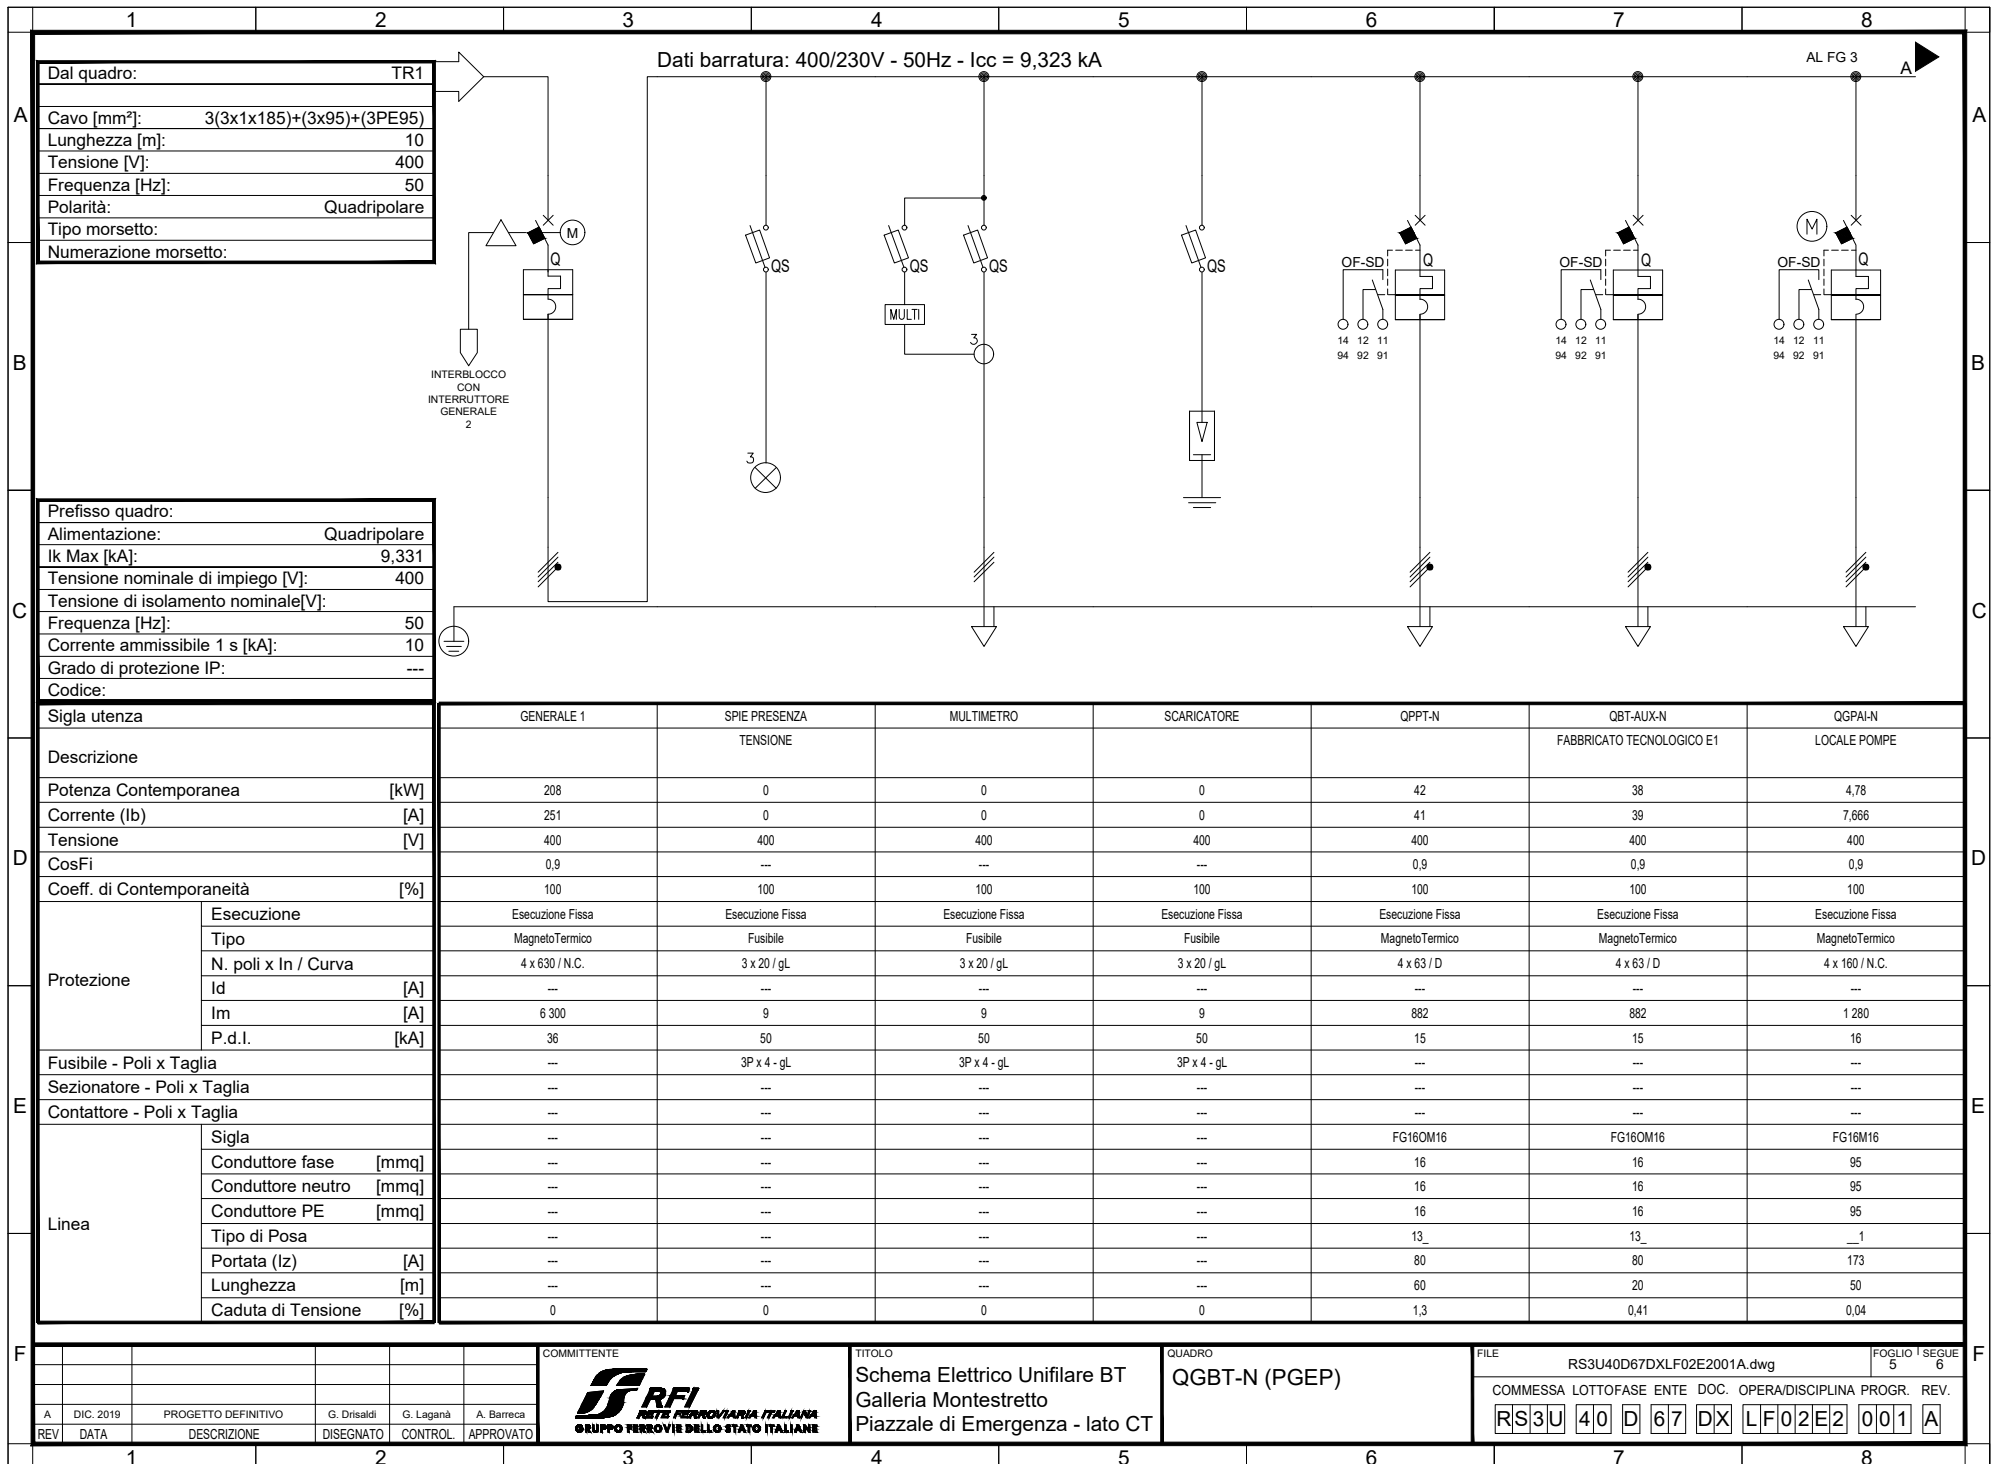 1 2 3 4 5 6 7 8
Dati barratura: 400/230V - 50Hz - Icc = 9,323 kA
AL FG 3
A
Dal quadro: TR1
Cavo [mm²]: 3(3x1x185)+(3x95)+(3PE95)
Lunghezza [m]: 10
Tensione [V]: 400
Frequenza [Hz]: 50
Polarità: Quadripolare
Tipo morsetto:
Numerazione morsetto:
A A
M
Q
QS
QS QS
MULTI
3
3
QS
OF-SD Q
14 12 11
94 92 91
OF-SD Q
14 12 11
94 92 91
M
OF-SD Q
14 12 11
94 92 91
INTERBLOCCO
CON
INTERRUTTORE
GENERALE
2
B B
Prefisso quadro:
Alimentazione: Quadripolare
Ik Max [kA]: 9,331
Tensione nominale di impiego [V]: 400
Tensione di isolamento nominale[V]:
Frequenza [Hz]: 50
Corrente ammissibile 1 s [kA]: 10
Grado di protezione IP: ---
Codice:
C C
Sigla utenza GENERALE 1 SPIE PRESENZA MULTIMETRO SCARICATORE QPPT-N QBT-AUX-N QGPAI-N
Descrizione TENSIONE FABBRICATO TECNOLOGICO E1 LOCALE POMPE
Potenza Contemporanea [kW] 208 0 0 0 42 38 4,78
Corrente (Ib) [A] 251 0 0 0 41 39 7,666
Tensione [V] 400 400 400 400 400 400 400
CosFi 0,9 --- --- --- 0,9 0,9 0,9
Coeff. di Contemporaneità [%] 100 100 100 100 100 100 100
D D
Protezione
Esecuzione Esecuzione Fissa Esecuzione Fissa Esecuzione Fissa Esecuzione Fissa Esecuzione Fissa Esecuzione Fissa Esecuzione Fissa
Tipo MagnetoTermico Fusibile Fusibile Fusibile MagnetoTermico MagnetoTermico MagnetoTermico
N. poli x In / Curva 4 x 630 / N.C. 3 x 20 / gL 3 x 20 / gL 3 x 20 / gL 4 x 63 / D 4 x 63 / D 4 x 160 / N.C.
Id [A] --- --- --- --- --- --- ---
Im [A] 6 300 9 9 9 882 882 1 280
P.d.I. [kA] 36 50 50 50 15 15 16
Fusibile - Poli x Taglia --- 3P x 4 - gL 3P x 4 - gL 3P x 4 - gL --- --- ---
Sezionatore - Poli x Taglia --- --- --- --- --- --- ---
Contattore - Poli x Taglia --- --- --- --- --- --- ---
E E
Linea
Sigla --- --- --- --- FG16OM16 FG16OM16 FG16M16
Conduttore fase [mmq] --- --- --- --- 16 16 95
Conduttore neutro [mmq] --- --- --- --- 16 16 95
Conduttore PE [mmq] --- --- --- --- 16 16 95
Tipo di Posa --- --- --- --- 13_ 13_ __1
Portata (Iz) [A] --- --- --- --- 80 80 173
Lunghezza [m] --- --- --- --- 60 20 50
Caduta di Tensione [%] 0 0 0 0 1,3 0,41 0,04
F F
A DIC. 2019 PROGETTO DEFINITIVO G. Drisaldi G. Laganà A. Barreca
REV DATA DESCRIZIONE DISEGNATO CONTROL. APPROVATO
COMMITTENTE
RFI
RETE FERROVIARIA ITALIANA
GRUPPO FERROVIE DELLO STATO ITALIANE
TITOLO
Schema Elettrico Unifilare BT
Galleria Montestretto
Piazzale di Emergenza - lato CT
QUADRO
QGBT-N (PGEP)
FILE
RS3U40D67DXLF02E2001A.dwg
FOGLIO SEGUE
5 6
COMMESSA LOTTO FASE ENTE DOC. OPERA/DISCIPLINA PROGR. REV.
RS3U 40 D 67 DX LF02E2 001 A
1 2 3 4 5 6 7 8